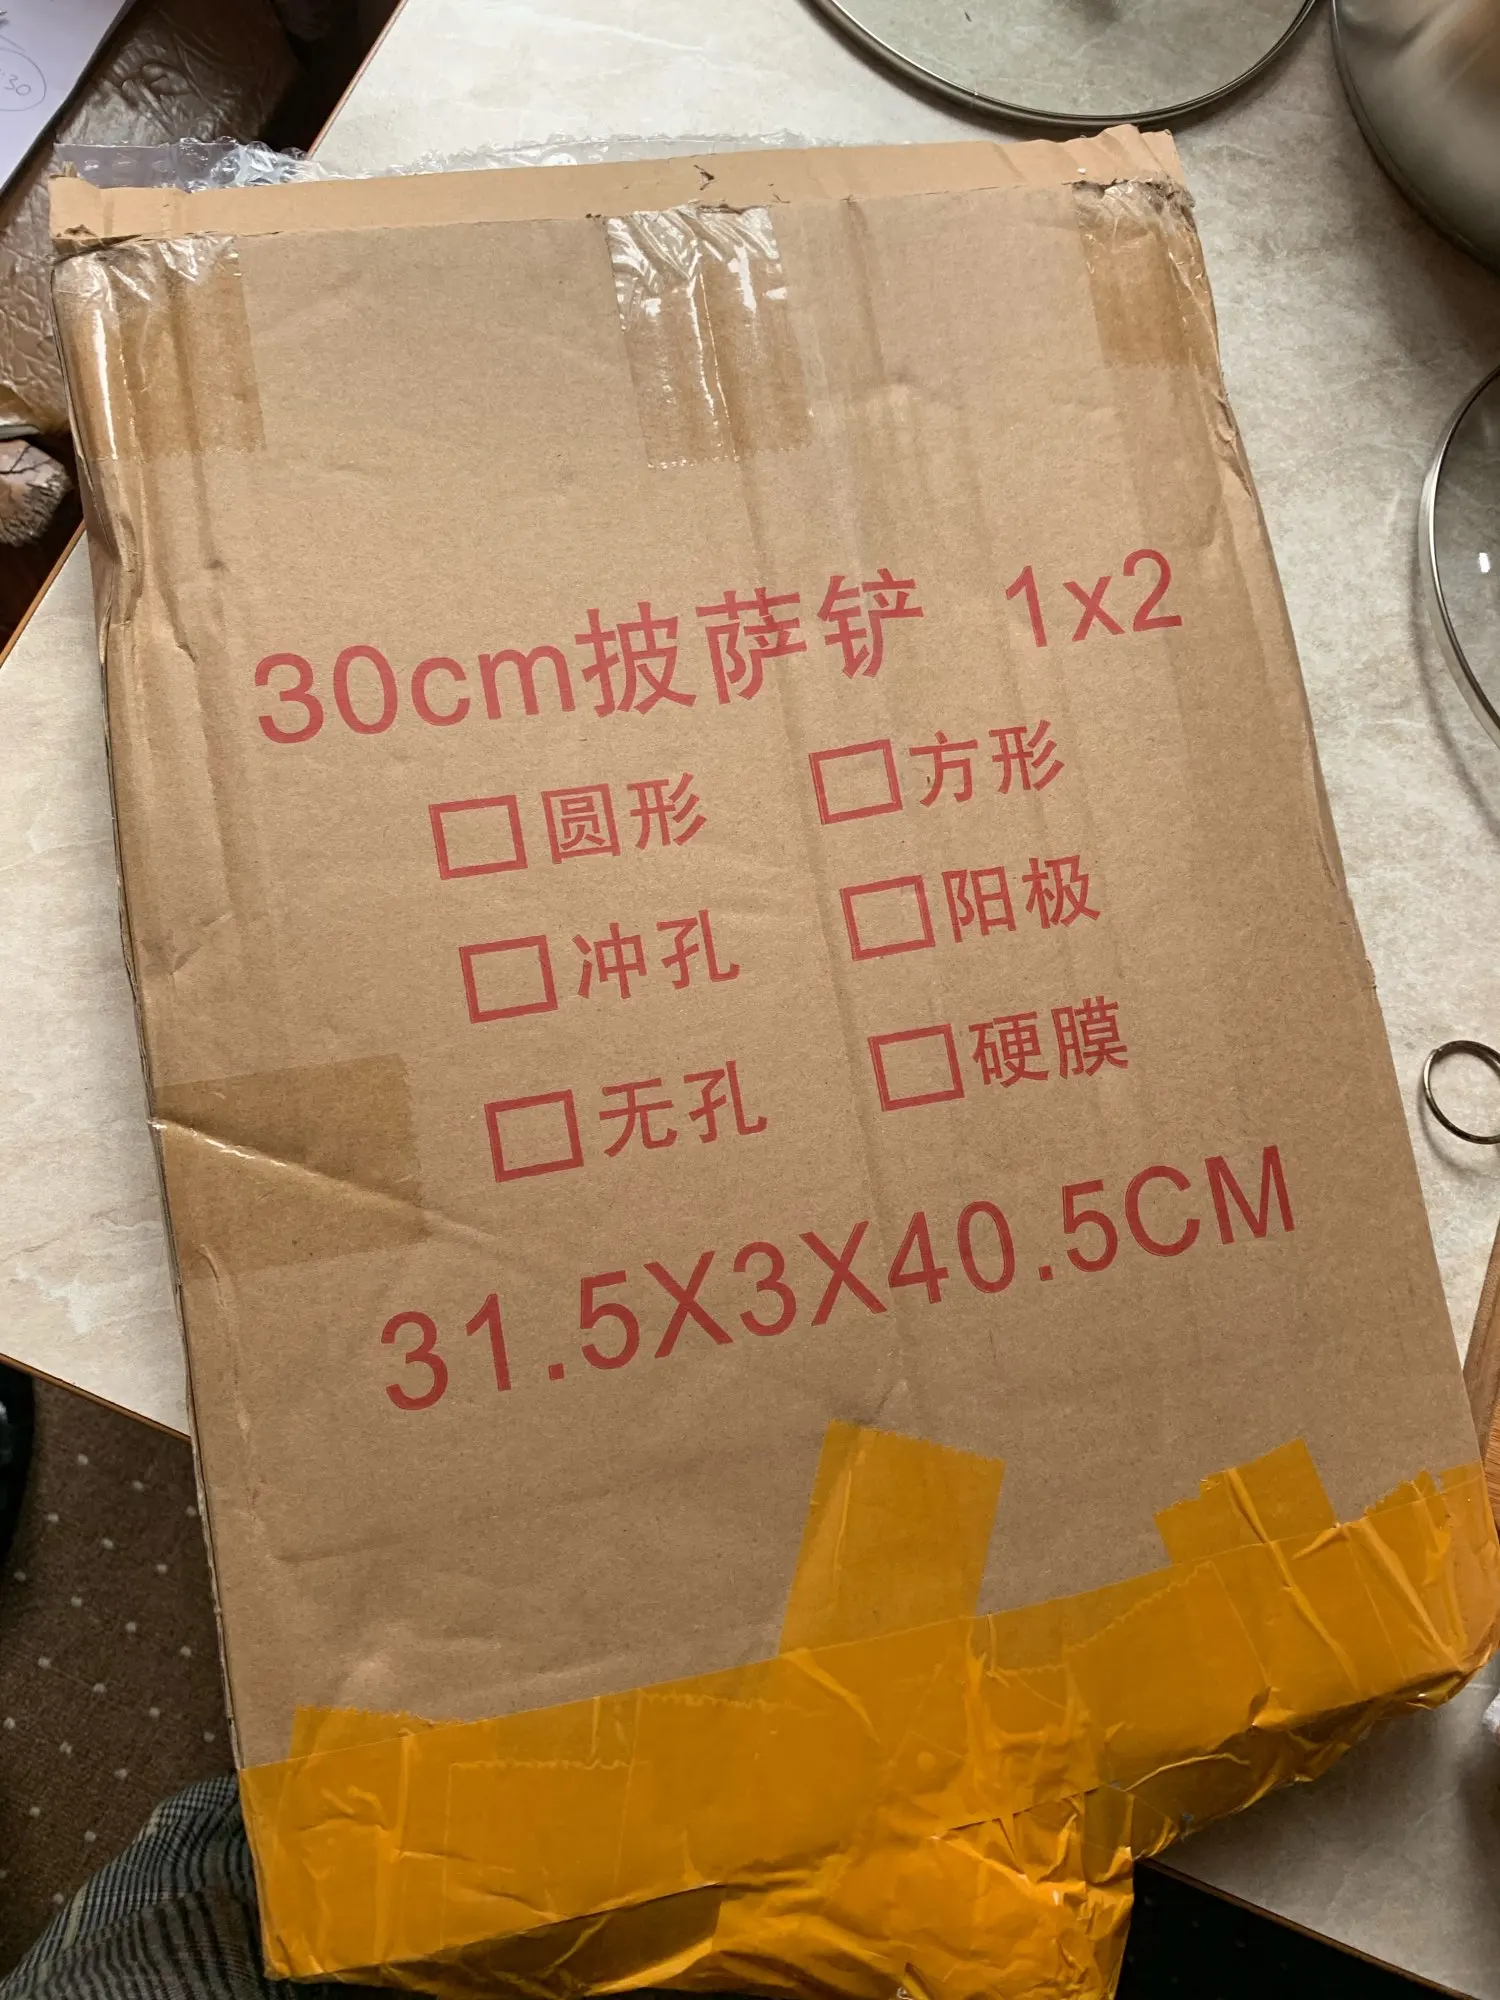 30cm披萨铲 1x2
□圆形 □方形
□冲孔 □阳极
□无孔 □硬膜
31.5X3X40.5CM